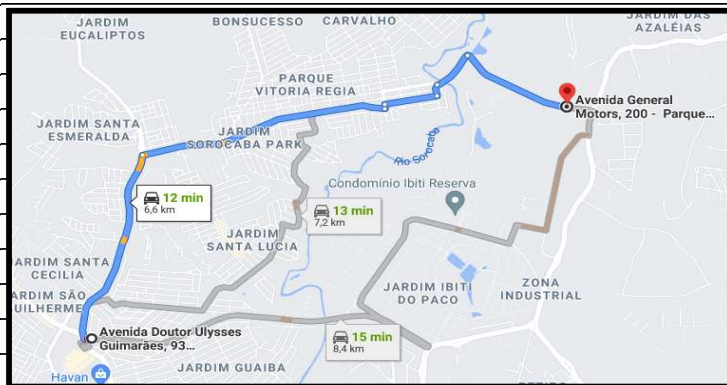 JARDIM
EUCALIPTOS
BONSUCESSO
CARVALHO
JARDIM DAS
AZALÉIAS
PARQUE
VITORIA REGIA
Avenida General
Motors, 200 - Parque...
JARDIM SANTA
ESMERALDA
JARDIM
SOROCABA PARK
Rio Sorocaba
Condomínio Ibiti Reserva
12 min
6,6 km
13 min
7,2 km
JARDIM
SANTA LUCIA
JARDIM SANTA
CECILIA
JARDIM SÃO
UILHERME
JARDIM IBITI
DO PACO
ZONA
INDUSTRIAL
Avenida Doutor Ulysses
Guimarães, 93...
15 min
8,4 km
Havan
JARDIM GUAIBA